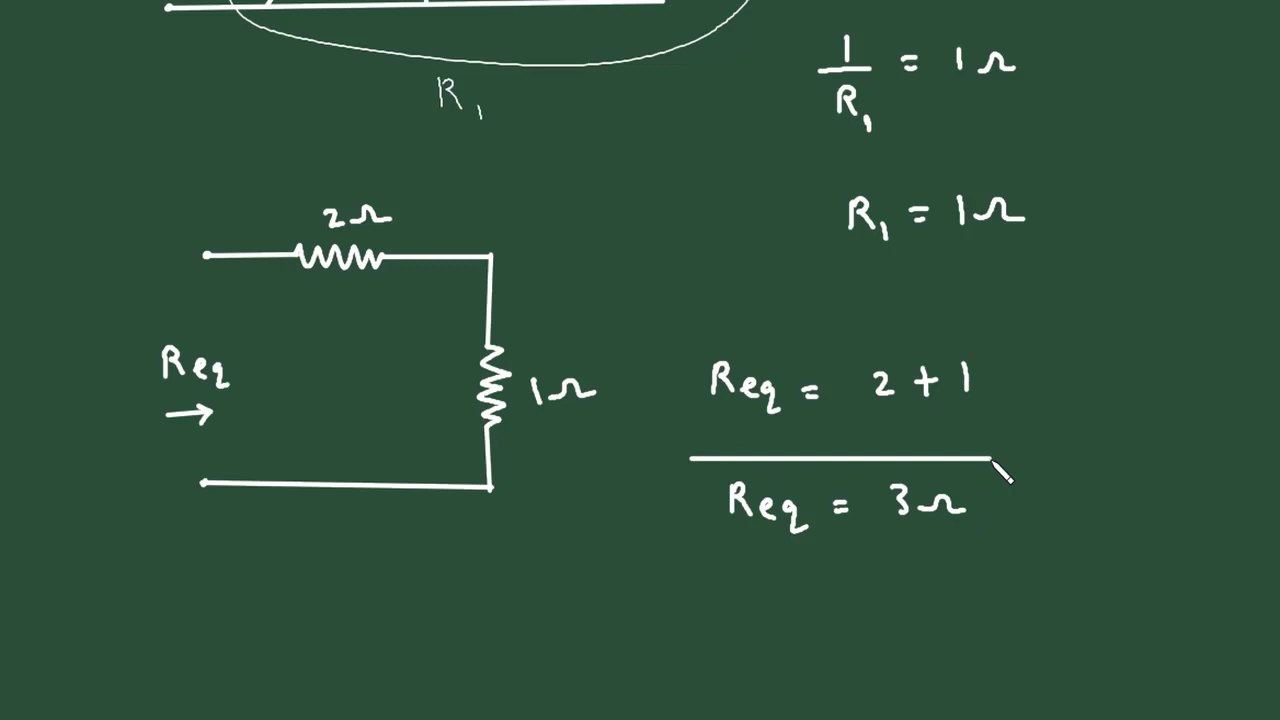 1/R₁ = 1Ω
R₁
R₁ = 1Ω
2Ω
Req
1Ω
Req = 2 + 1
Req = 3Ω